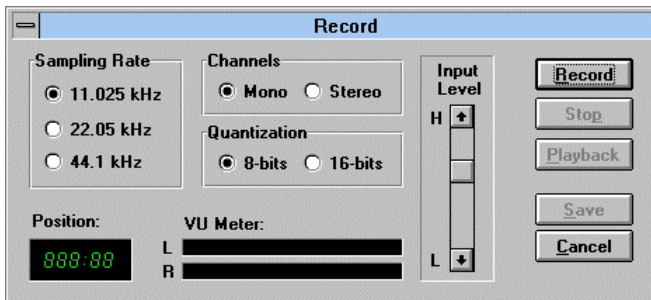 Record
Sampling Rate
11.025 kHz
22.05 kHz
44.1 kHz
Channels
Mono Stereo
Quantization
8-bits 16-bits
Input
Level
H
L
Record
Stop
Playback
Save
Cancel
Position:
888:88
VU Meter:
L
R